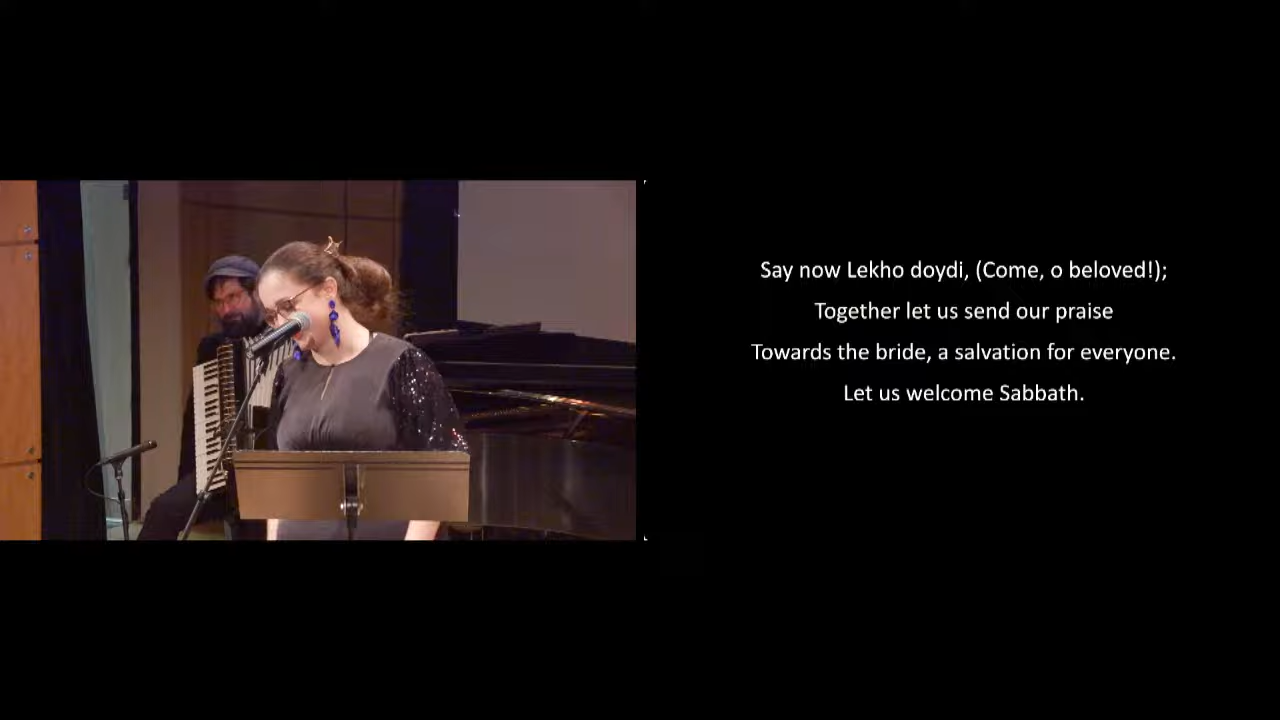 Say now Lekho doydi, (Come, o beloved!);
Together let us send our praise
Towards the bride, a salvation for everyone.
Let us welcome Sabbath.